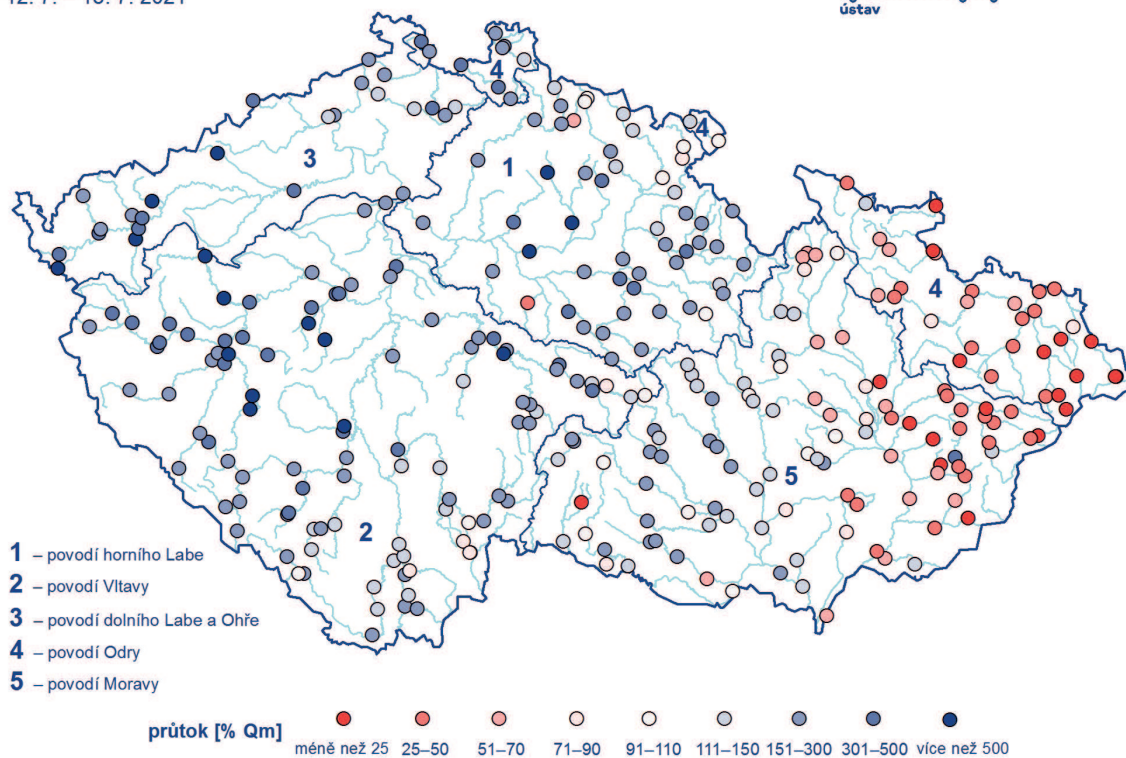 ústav
4
4
3
1
4
5
2
1 – povodí horního Labe
2 – povodí Vltavy
3 – povodí dolního Labe a Ohře
4 – povodí Odry
5 – povodí Moravy
průtok [% Qm]
méně než 25 25–50 51–70 71–90 91–110 111–150 151–300 301–500 více než 500